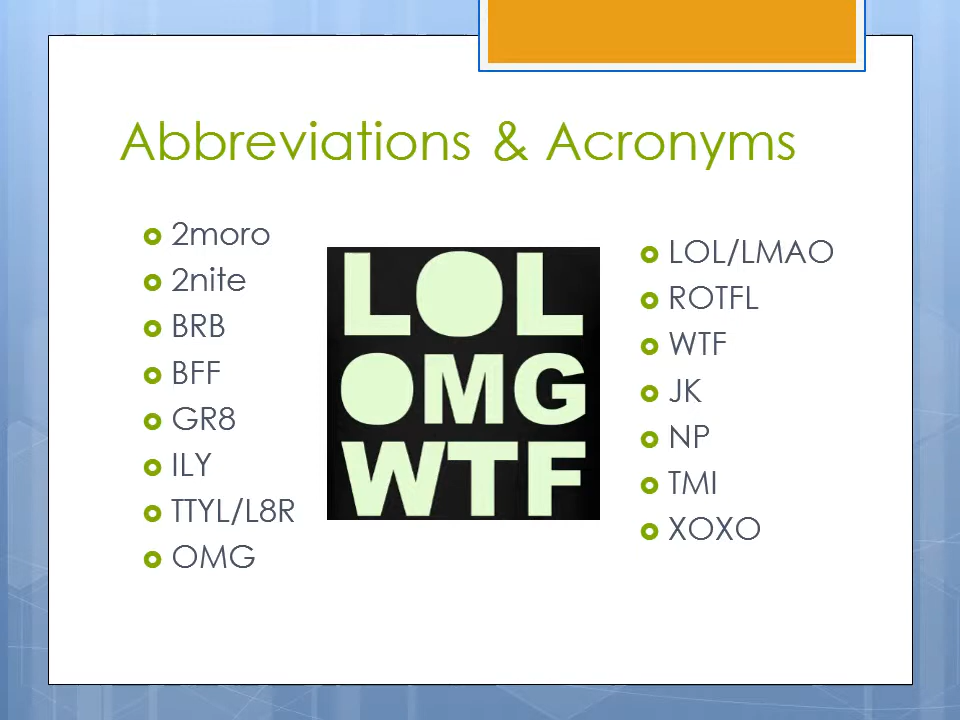 Abbreviations & Acronyms
2moro
2nite
BRB
BFF
GR8
ILY
TTYL/L8R
OMG
LOL
OMG
WTF
LOL/LMAO
ROTFL
WTF
JK
NP
TMI
XOXO